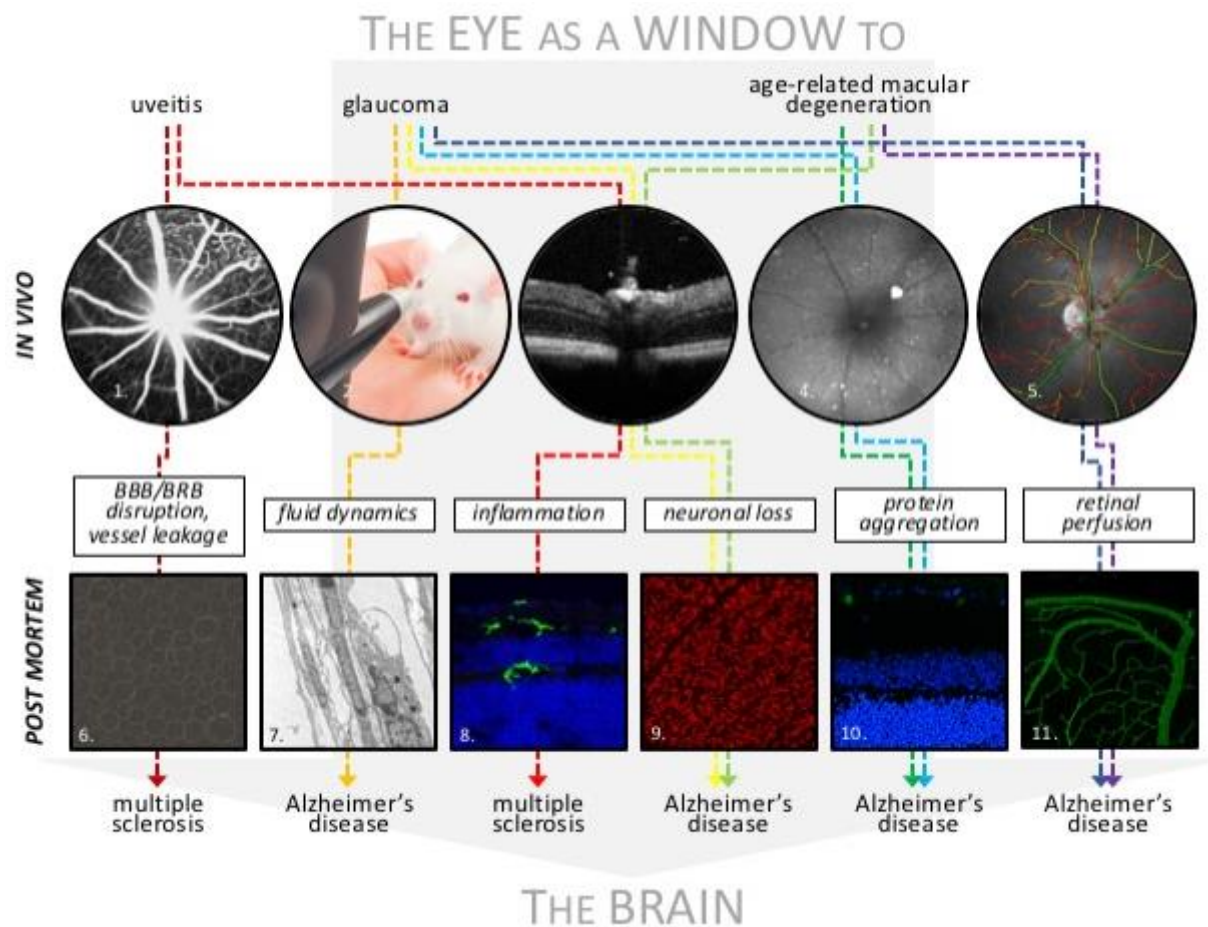 THE EYE AS A WINDOW TO
uveitis
glaucoma
age-related macular
degeneration
IN VIVO
1.
2.
4.
5.
BBB/BRB
disruption,
vessel leakage
fluid dynamics
inflammation
neuronal loss
protein
aggregation
retinal
perfusion
POST MORTEM
6.
7.
8.
9.
10.
11.
multiple
sclerosis
Alzheimer’s
disease
multiple
sclerosis
Alzheimer’s
disease
Alzheimer’s
disease
Alzheimer’s
disease
THE BRAIN